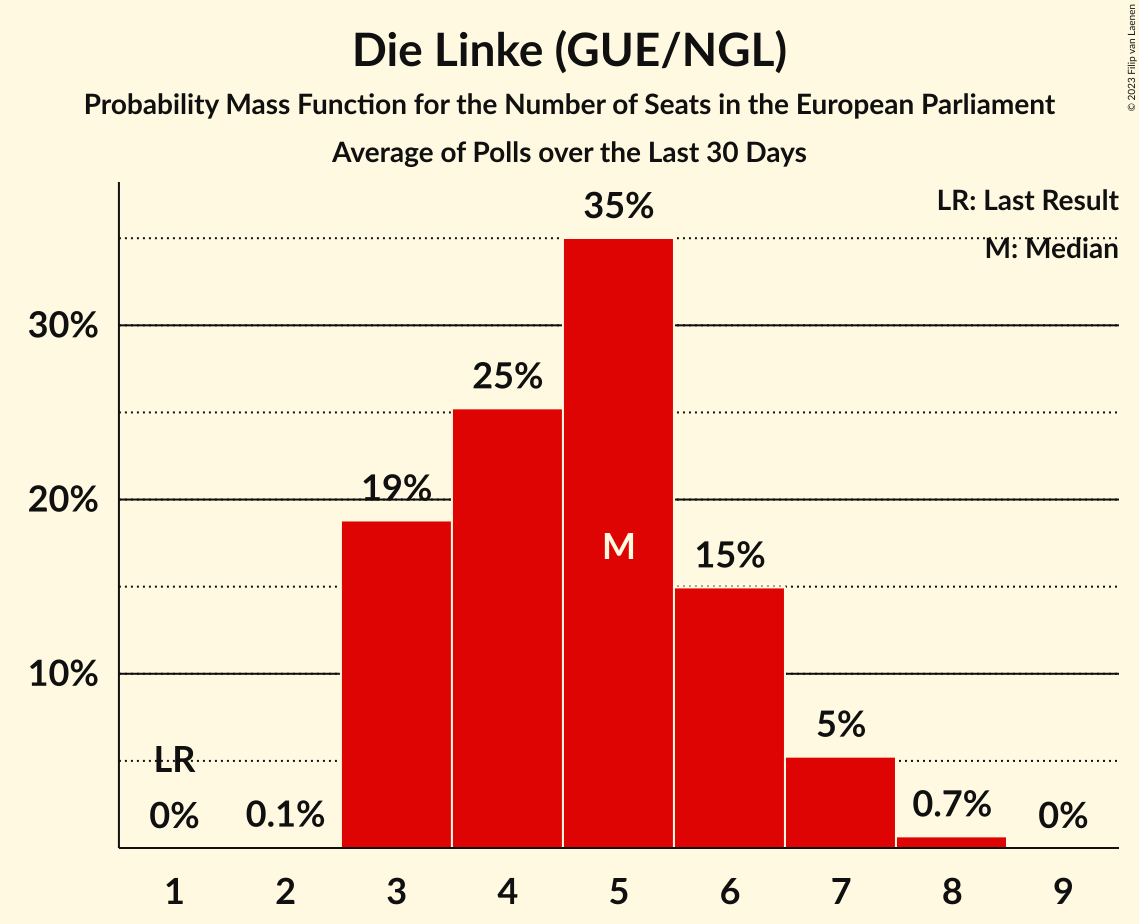 Die Linke (GUE/NGL)
Probability Mass Function for the Number of Seats in the European Parliament
Average of Polls over the Last 30 Days
© 2023 Filip van Laenen
LR: Last Result
M: Median
35%
30%
25%
20%
19%
M
15%
10%
5%
LR
0%
0.1%
0.7%
0%
1 2 3 4 5 6 7 8 9